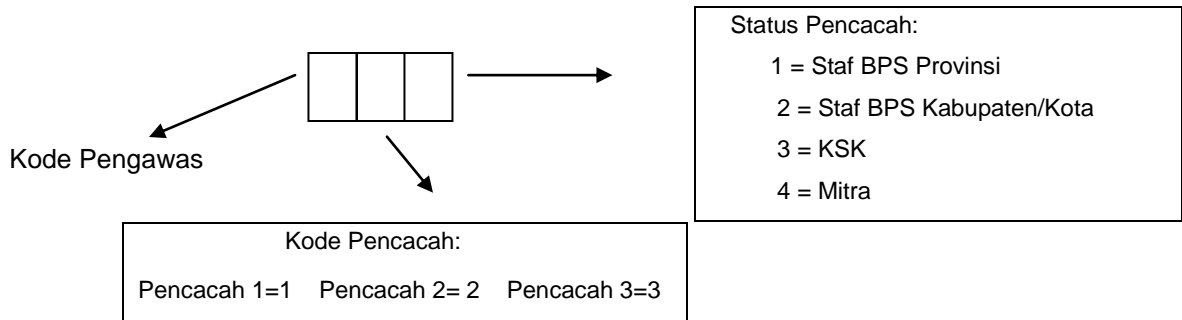 Status Pencacah:
1 = Staf BPS Provinsi
2 = Staf BPS Kabupaten/Kota
3 = KSK
4 = Mitra
Kode Pengawas
Kode Pencacah:
Pencacah 1=1 Pencacah 2= 2 Pencacah 3=3